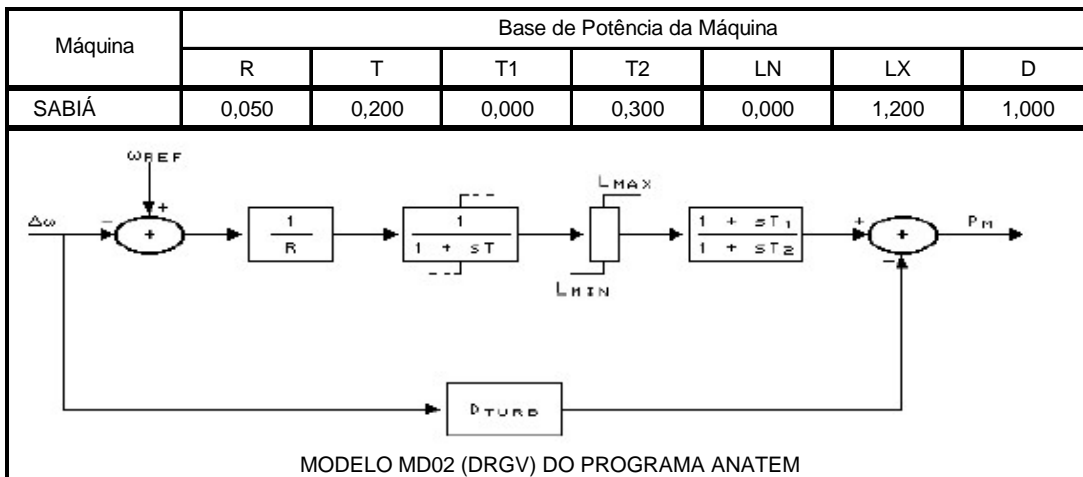 Máquina
Base de Potência da Máquina
R T T1 T2 LN LX D
SABIÁ 0,050 0,200 0,000 0,300 0,000 1,200 1,000
ωREF
Δω
-
+
+
1
R
1
1 + sT
LMAX
LMIN
1 + sT1
1 + sT2
+
+
-
PM
DTURB
MODELO MD02 (DRGV) DO PROGRAMA ANATEM